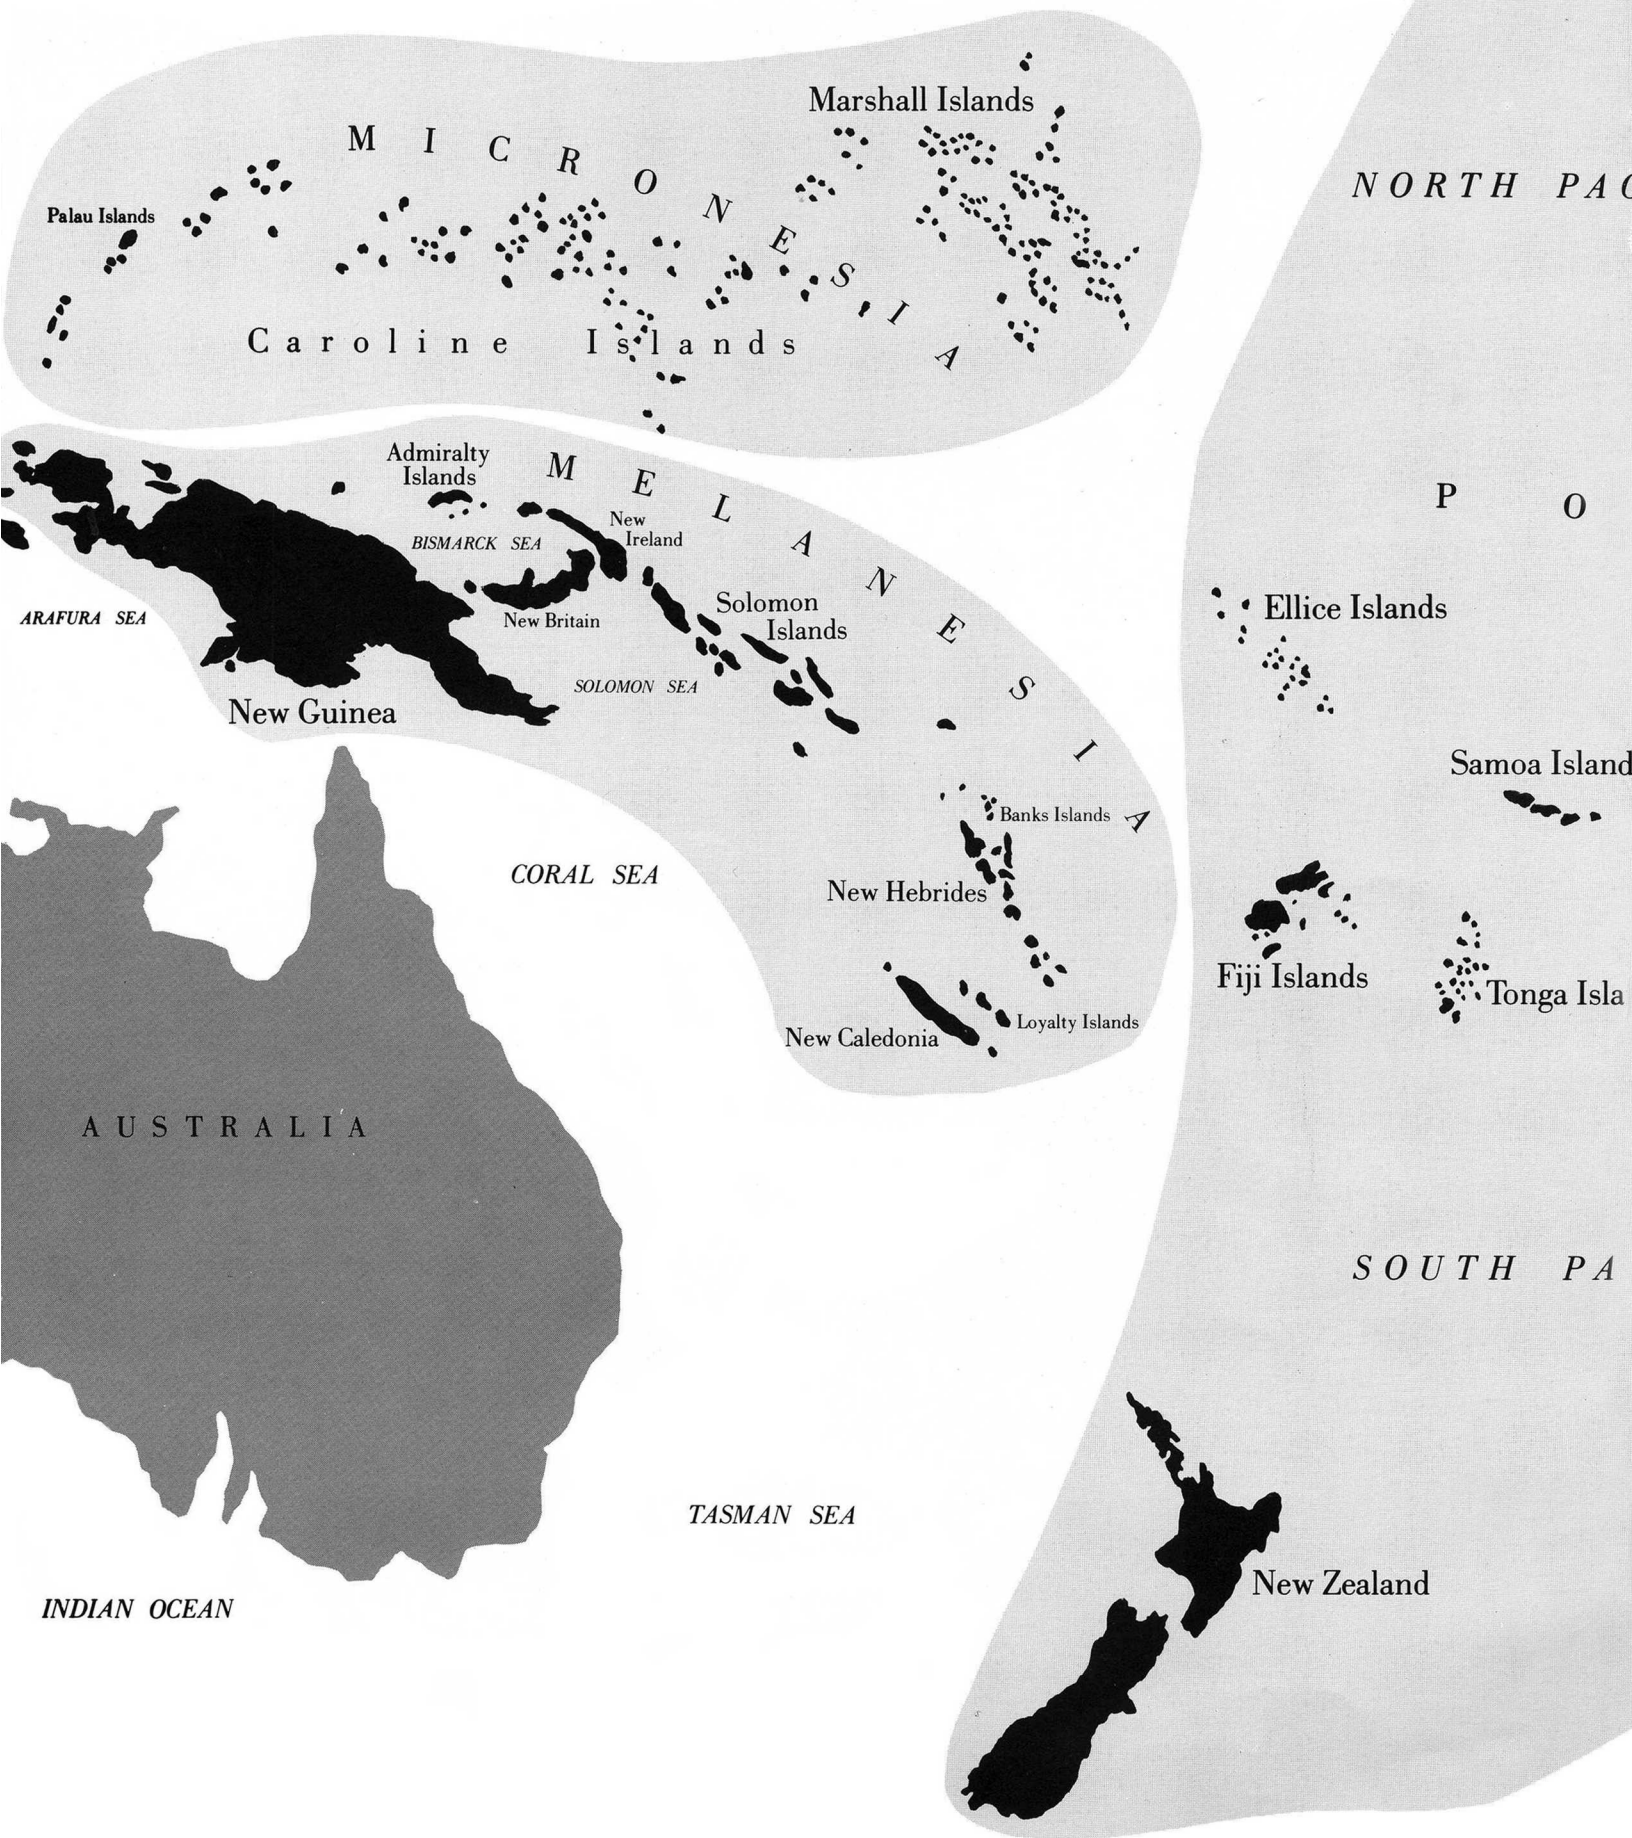 Marshall Islands
MICRONESIA
NORTH PAC
Palau Islands
Caroline Islands
Admiralty
Islands
MELANESIA
P O
New
Ireland
BISMARCK SEA
ARAFURA SEA
New Britain
Solomon
Islands
Ellice Islands
SOLOMON SEA
New Guinea
Samoa Island
Banks Islands
CORAL SEA
New Hebrides
Fiji Islands
Tonga Isla
New Caledonia
Loyalty Islands
AUSTRALIA
SOUTH PA
TASMAN SEA
New Zealand
INDIAN OCEAN